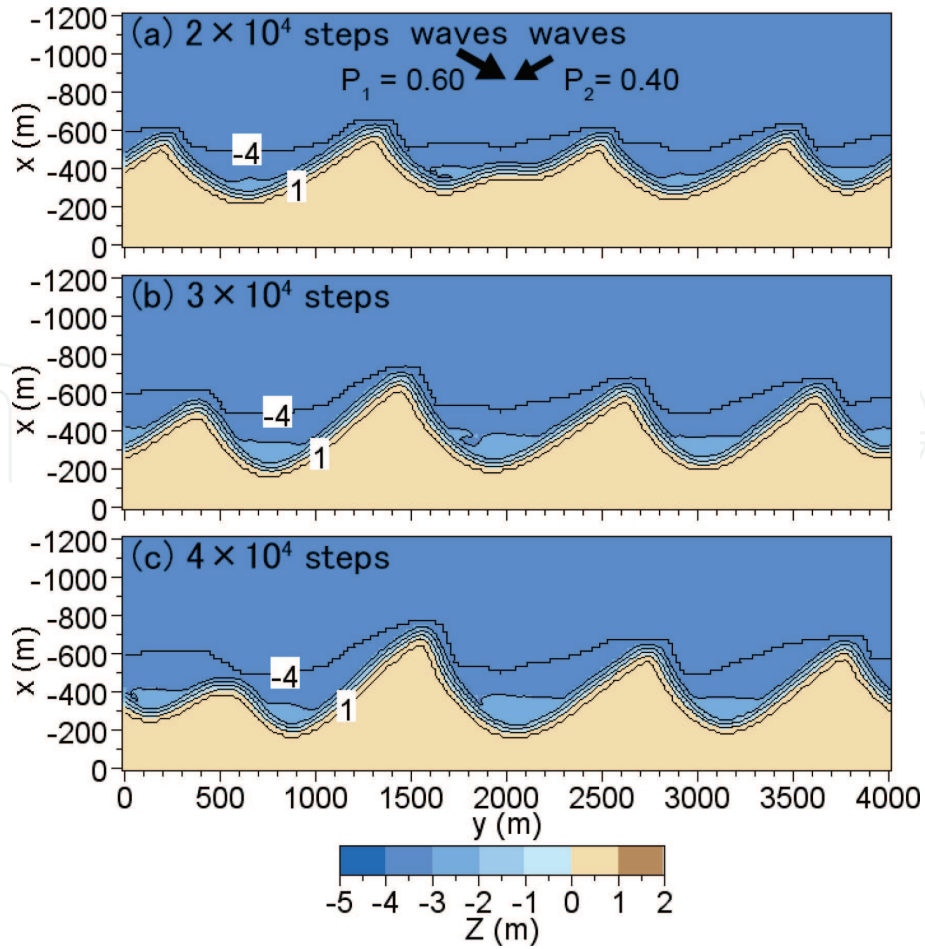 -1200
(a) 2×10⁴ steps waves waves
-1000
-800
P₁ = 0.60 P₂ = 0.40
-600
-400
-200
0
x (m)
-4
1
-1200
(b) 3×10⁴ steps
-1000
-800
-600
-400
-200
0
x (m)
-4
1
-1200
(c) 4×10⁴ steps
-1000
-800
-600
-400
-200
0
x (m)
-4
1
0 500 1000 1500 2000 2500 3000 3500 4000
y (m)
-5 -4 -3 -2 -1 0 1 2
Z (m)